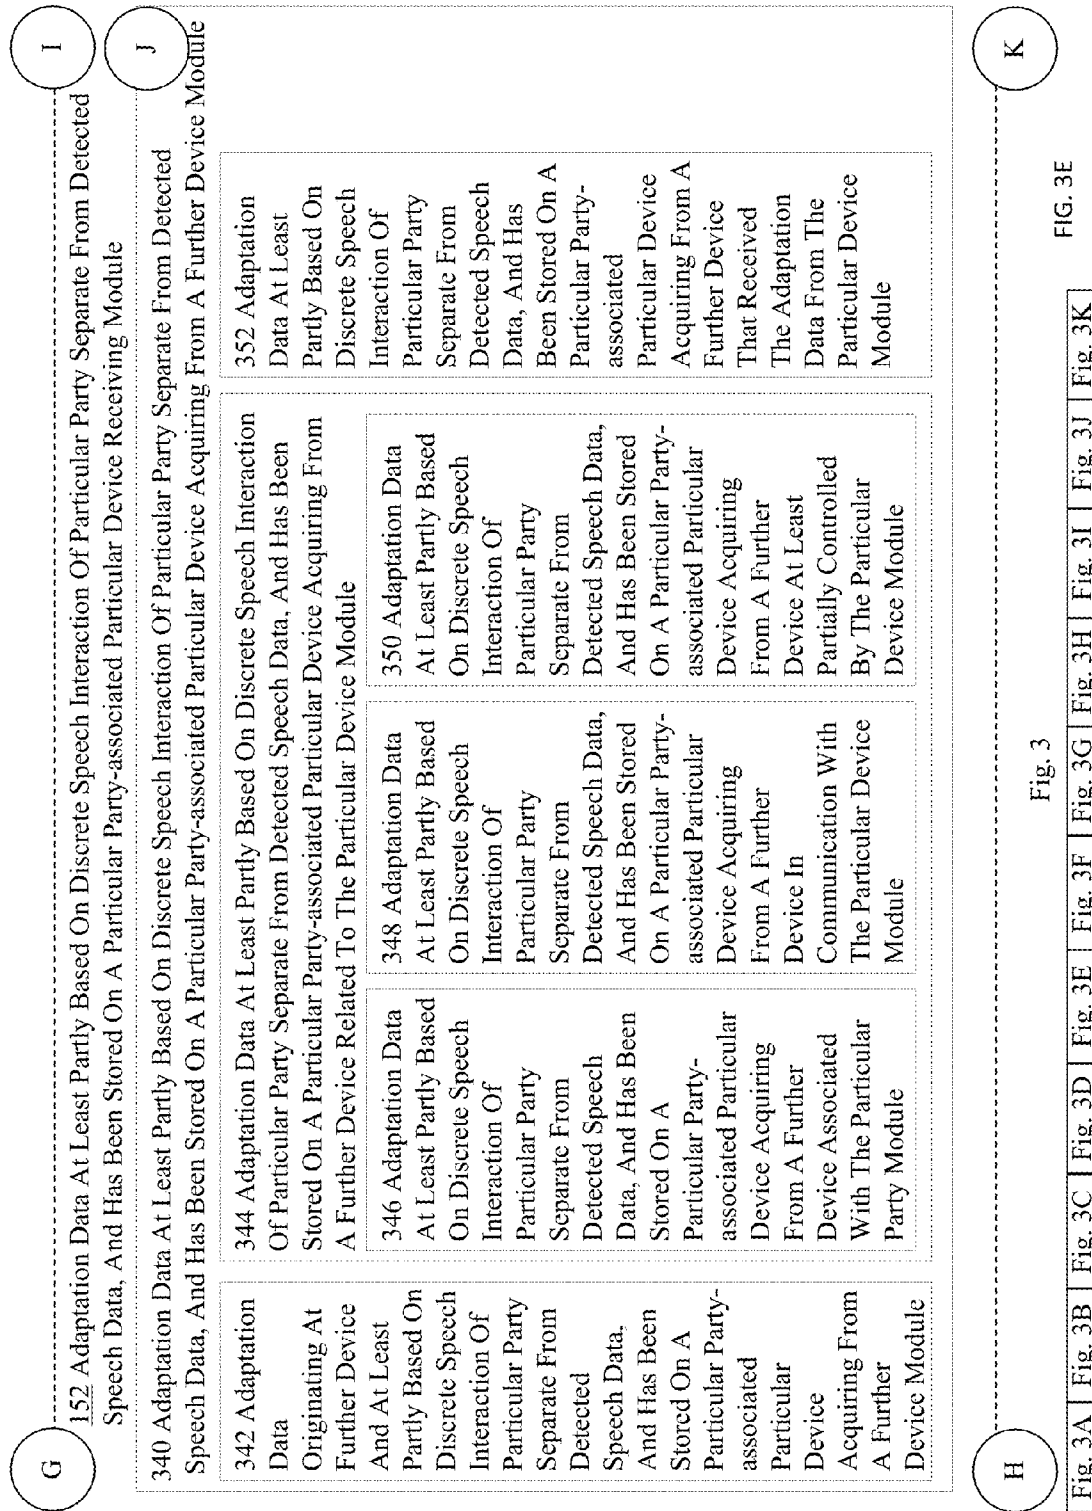 G
I
152 Adaptation Data At Least Partly Based On Discrete Speech Interaction Of Particular Party Separate From Detected
Speech Data, And Has Been Stored On A Particular Party-associated Particular Device Receiving Module
J
340 Adaptation Data At Least Partly Based On Discrete Speech Interaction Of Particular Party Separate From Detected
Speech Data, And Has Been Stored On A Particular Party-associated Particular Device Acquiring From A Further Device Module
342 Adaptation
Data
Originating At
Further Device
And At Least
Partly Based On
Discrete Speech
Interaction Of
Particular Party
Separate From
Detected
Speech Data,
And Has Been
Stored On A
Particular Party-
associated
Particular
Device
Acquiring From
A Further
Device Module
344 Adaptation Data At Least Partly Based On Discrete Speech Interaction
Of Particular Party Separate From Detected Speech Data, And Has Been
Stored On A Particular Party-associated Particular Device Acquiring From
A Further Device Related To The Particular Device Module
346 Adaptation Data
At Least Partly Based
On Discrete Speech
Interaction Of
Particular Party
Separate From
Detected Speech
Data, And Has Been
Stored On A
Particular Party-
associated Particular
Device Acquiring
From A Further
Device Associated
With The Particular
Party Module
348 Adaptation Data
At Least Partly Based
On Discrete Speech
Interaction Of
Particular Party
Separate From
Detected Speech Data,
And Has Been Stored
On A Particular Party-
associated Particular
Device Acquiring
From A Further
Device In
Communication With
The Particular Device
Module
350 Adaptation Data
At Least Partly Based
On Discrete Speech
Interaction Of
Particular Party
Separate From
Detected Speech Data,
And Has Been Stored
On A Particular Party-
associated Particular
Device Acquiring
From A Further
Device At Least
Partially Controlled
By The Particular
Device Module
352 Adaptation
Data At Least
Partly Based On
Discrete Speech
Interaction Of
Particular Party
Separate From
Detected Speech
Data, And Has
Been Stored On A
Particular Party-
associated
Particular Device
Acquiring From A
Further Device
That Received
The Adaptation
Data From The
Particular Device
Module
H
K
Fig. 3
FIG. 3E
Fig. 3A Fig. 3B Fig. 3C Fig. 3D Fig. 3E Fig. 3F Fig. 3G Fig. 3H Fig. 3I Fig. 3J Fig. 3K